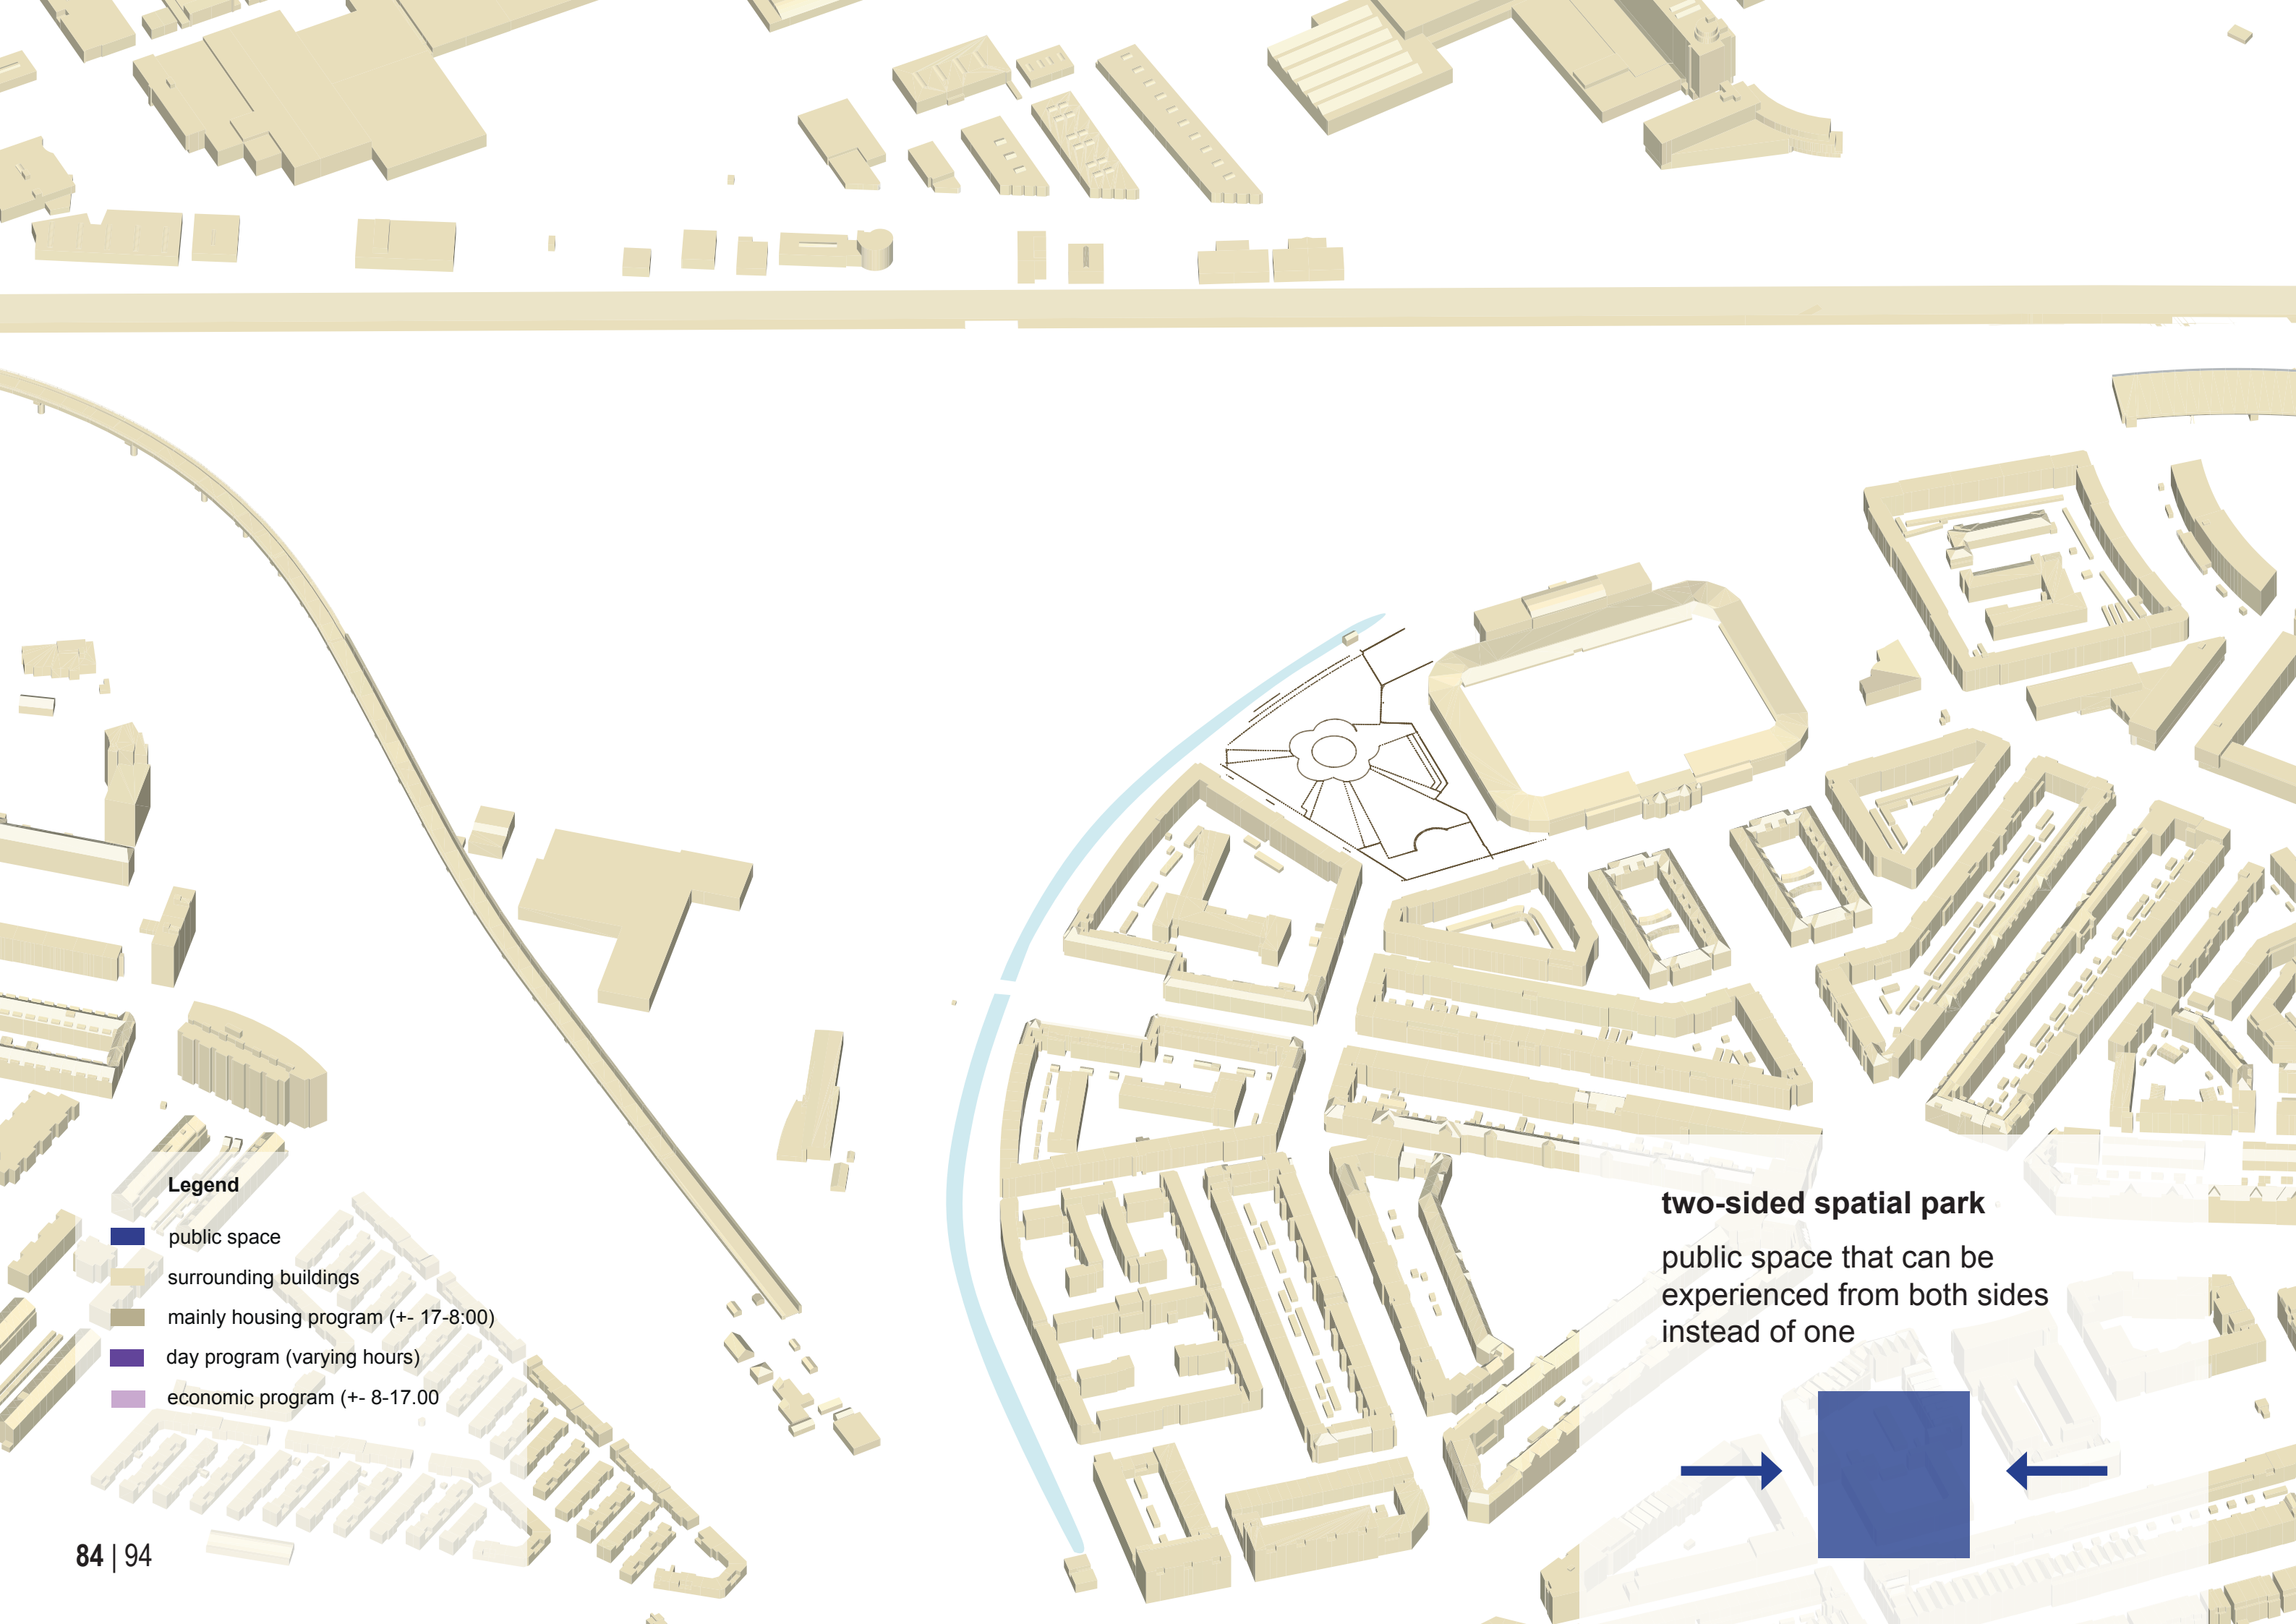 Legend
public space
surrounding buildings
mainly housing program (+- 17-8:00)
day program (varying hours)
economic program (+- 8-17.00
two-sided spatial park
public space that can be
experienced from both sides
instead of one
84 | 94